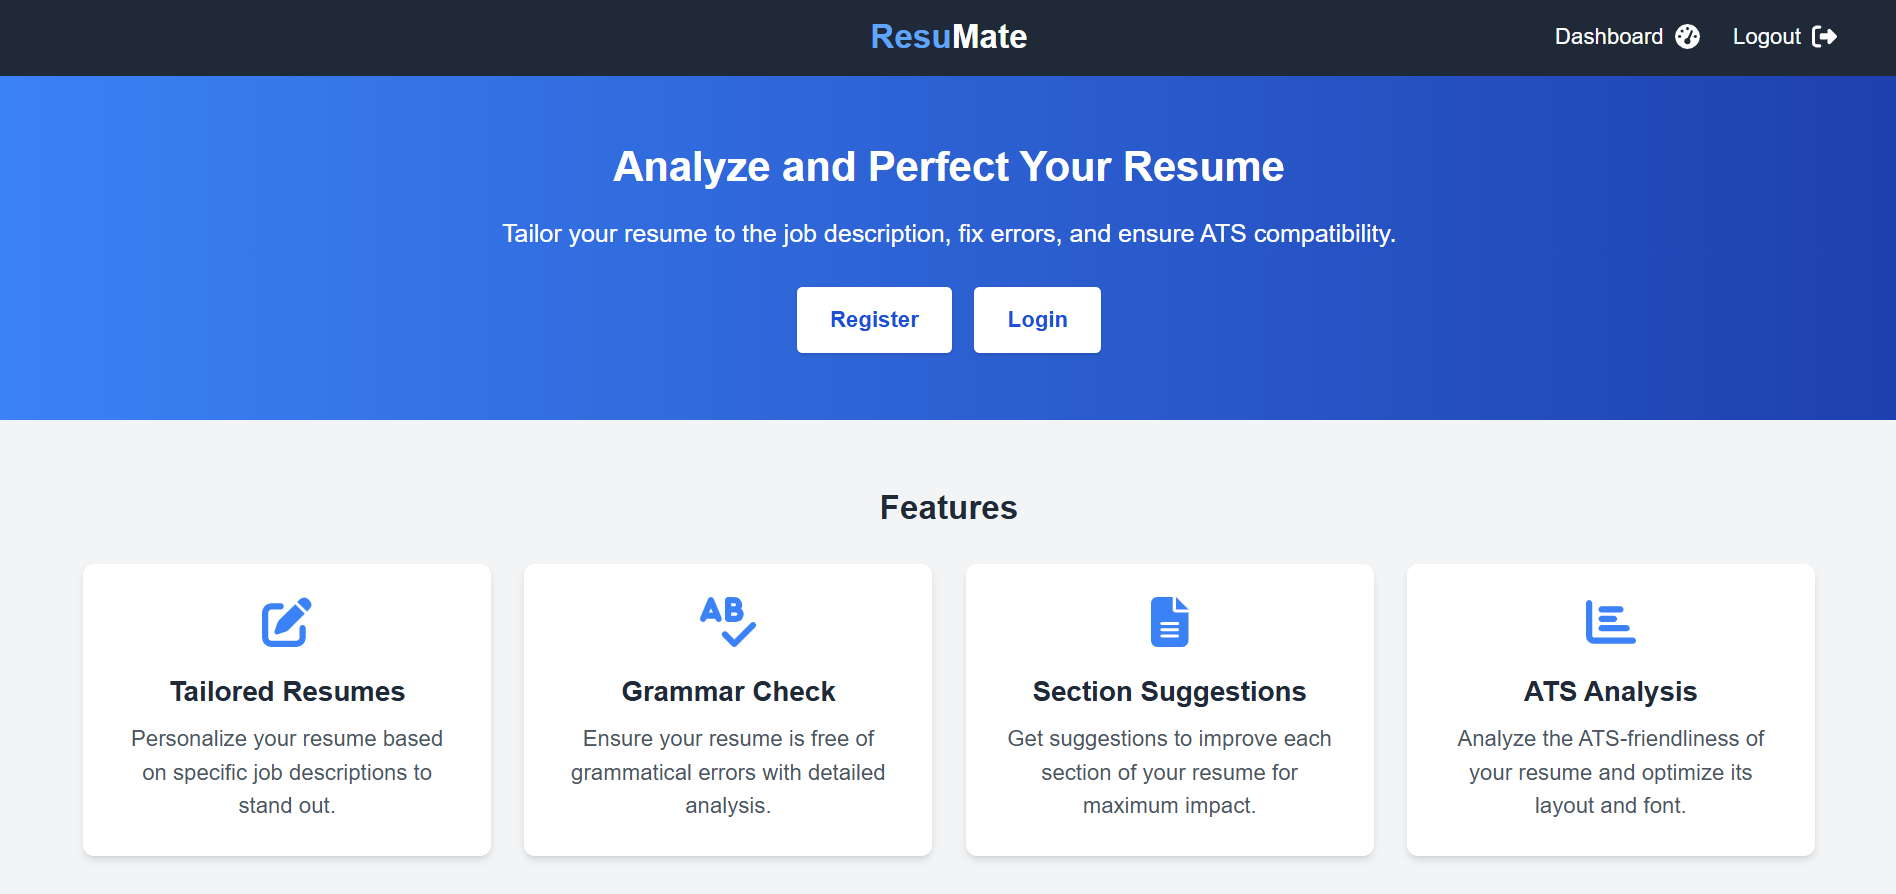 ResuMate
Dashboard
Logout
Analyze and Perfect Your Resume
Tailor your resume to the job description, fix errors, and ensure ATS compatibility.
Register
Login
Features
Tailored Resumes
Personalize your resume based
on specific job descriptions to
stand out.
AB
Grammar Check
Ensure your resume is free of
grammatical errors with detailed
analysis.
Section Suggestions
Get suggestions to improve each
section of your resume for
maximum impact.
ATS Analysis
Analyze the ATS-friendliness of
your resume and optimize its
layout and font.